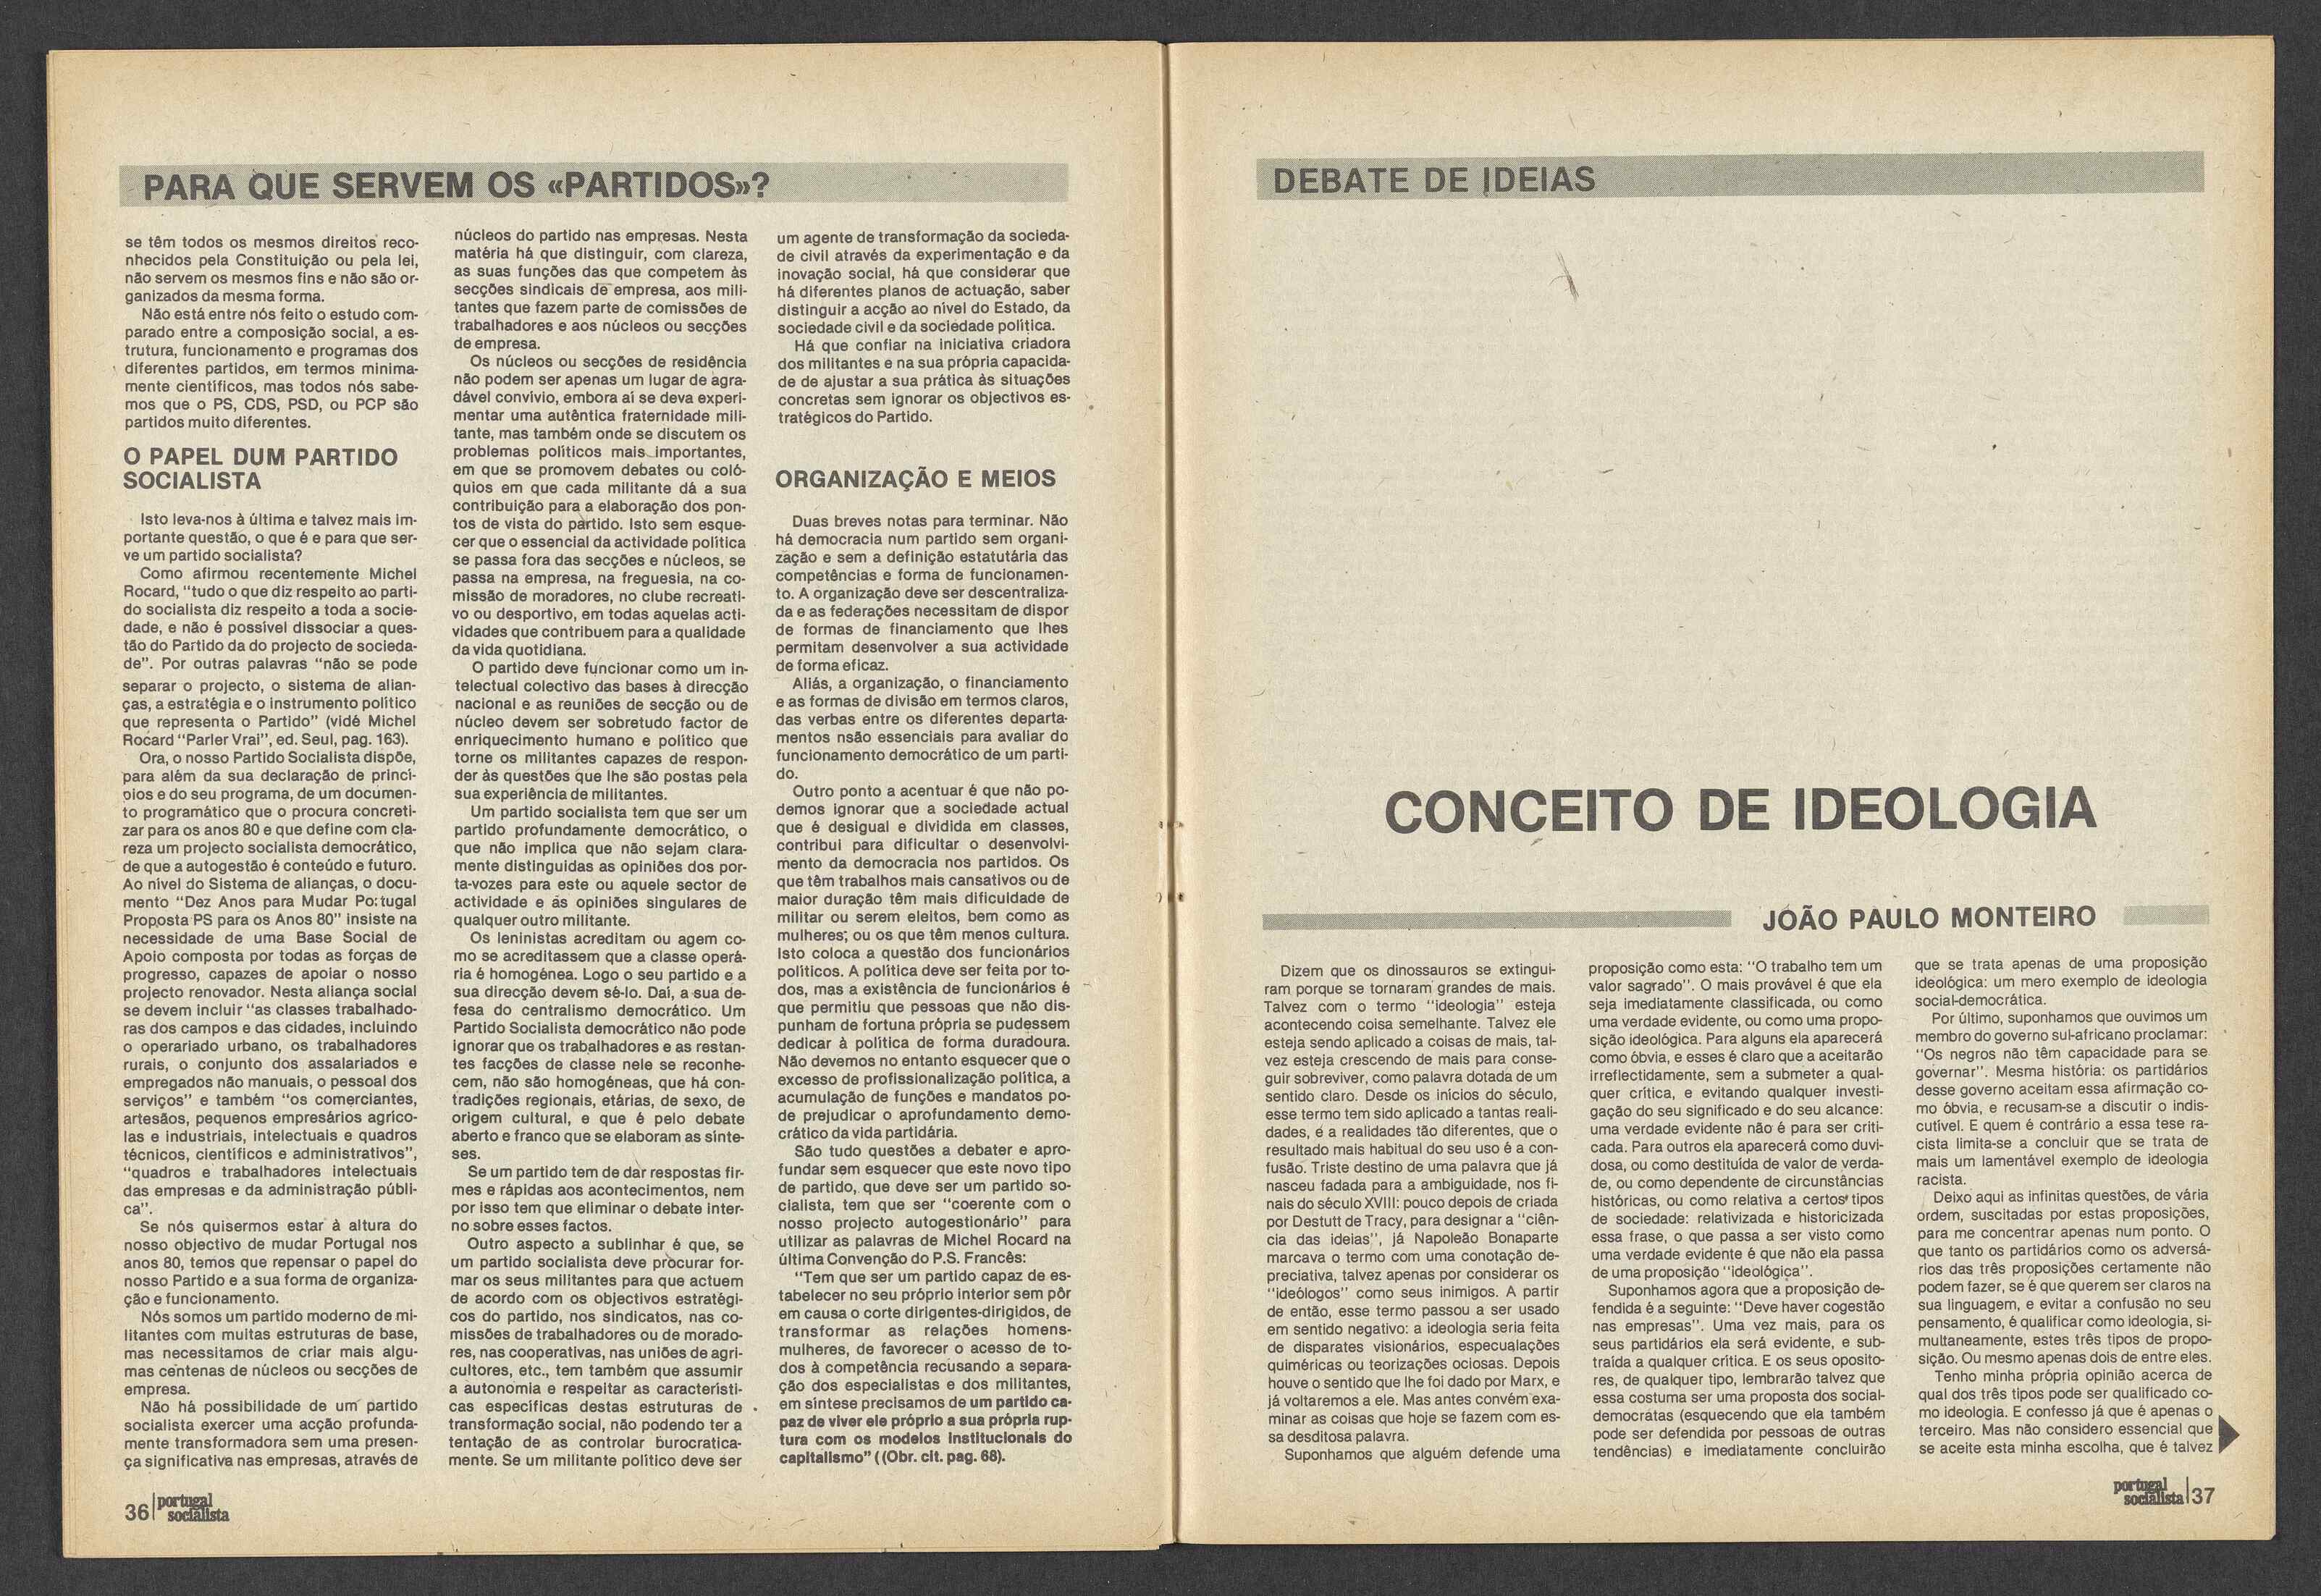 PARA QUE SERVEM OS «PARTIDOS»?
se têm todos os mesmos direitos reco-
nhecidos pela Constituição ou pela lei,
não servem os mesmos fins e não são or-
ganizados da mesma forma.
Não está entre nós feito o estudo com-
parado entre a composição social, a es-
trutura, funcionamento e programas dos
diferentes partidos, em termos minima-
mente científicos, mas todos nós sabe-
mos que o PS, CDS, PSD, ou PCP são
partidos muito diferentes.
O PAPEL DUM PARTIDO
SOCIALISTA
Isto leva-nos à última e talvez mais im-
portante questão, o que é e para que ser-
ve um partido socialista?
Como afirmou recentemente Michel
Rocard, "tudo o que diz respeito ao parti-
do socialista diz respeito a toda a socie-
dade, e não é possível dissociar a ques-
tão do Partido da do projecto de socieda-
de". Por outras palavras "não se pode
separar o projecto, o sistema de alian-
ças, a estratégia e o instrumento político
que representa o Partido" (vidé Michel
Rocard "Parler Vrai", ed. Seul, pag. 163).
Ora, o nosso Partido Socialista dispõe,
para além da sua declaração de princí-
pios e do seu programa, de um documen-
to programático que o procura concreti-
zar para os anos 80 e que define com cla-
reza um projecto socialista democrático,
de que a autogestão é conteúdo e futuro.
Ao nível do Sistema de alianças, o docu-
mento "Dez Anos para Mudar Portugal
Proposta PS para os Anos 80" insiste na
necessidade de uma Base Social de
Apoio composta por todas as forças de
progresso, capazes de apoiar o nosso
projecto renovador. Nesta aliança social
se devem incluir "as classes trabalhado-
ras dos campos e das cidades, incluindo
o operariado urbano, os trabalhadores
rurais, o conjunto dos assalariados e
empregados não manuais, o pessoal dos
serviços" e também "os comerciantes,
artesãos, pequenos empresários agríco-
las e industriais, intelectuais e quadros
técnicos, científicos e administrativos",
"quadros e trabalhadores intelectuais
das empresas e da administração públi-
ca".
Se nós quisermos estar à altura do
nosso objectivo de mudar Portugal nos
anos 80, temos que repensar o papel do
nosso Partido e a sua forma de organiza-
ção e funcionamento.
Nós somos um partido moderno de mi-
litantes com muitas estruturas de base,
mas necessitamos de criar mais algu-
mas centenas de núcleos ou secções de
empresa.
Não há possibilidade de um partido
socialista exercer uma acção profunda-
mente transformadora sem uma presen-
ça significativa nas empresas, através de
núcleos do partido nas empresas. Nesta
matéria há que distinguir, com clareza,
as suas funções das que competem às
secções sindicais de empresa, aos mili-
tantes que fazem parte de comissões de
trabalhadores e aos núcleos ou secções
de empresa.
Os núcleos ou secções de residência
não podem ser apenas um lugar de agra-
dável convívio, embora aí se deva experi-
mentar uma autêntica fraternidade mili-
tante, mas também onde se discutem os
problemas políticos mais importantes,
em que se promovem debates ou coló-
quios em que cada militante dá a sua
contribuição para a elaboração dos pon-
tos de vista do partido. Isto sem esque-
cer que o essencial da actividade política
se passa fora das secções e núcleos, se
passa na empresa, na freguesia, na co-
missão de moradores, no clube recreati-
vo ou desportivo, em todas aquelas acti-
vidades que contribuem para a qualidade
da vida quotidiana.
O partido deve funcionar como um in-
telectual colectivo das bases à direcção
nacional e as reuniões de secção ou de
núcleo devem ser sobretudo factor de
enriquecimento humano e político que
torne os militantes capazes de respon-
der às questões que lhe são postas pela
sua experiência de militantes.
Um partido socialista tem que ser um
partido profundamente democrático, o
que não implica que não sejam clara-
mente distinguidas as opiniões dos por-
ta-vozes para este ou aquele sector de
actividade e as opiniões singulares de
qualquer outro militante.
Os leninistas acreditam ou agem co-
mo se acreditassem que a classe operá-
ria é homogénea. Logo o seu partido e a
sua direcção devem sê-lo. Daí, a sua de-
fesa do centralismo democrático. Um
Partido Socialista democrático não pode
ignorar que os trabalhadores e as restan-
tes facções de classe nele se reconhe-
cem, não são homogéneas, que há con-
tradições regionais, etárias, de sexo, de
origem cultural, e que é pelo debate
aberto e franco que se elaboram as sínte-
ses.
Se um partido tem de dar respostas fir-
mes e rápidas aos acontecimentos, nem
por isso tem que eliminar o debate inter-
no sobre esses factos.
Outro aspecto a sublinhar é que, se
um partido socialista deve procurar for-
mar os seus militantes para que actuem
de acordo com os objectivos estratégi-
cos do partido, nos sindicatos, nas co-
missões de trabalhadores ou de morado-
res, nas cooperativas, nas uniões de agri-
cultores, etc., tem também que assumir
a autonomia e respeitar as característi-
cas específicas destas estruturas de
transformação social, não podendo ter a
tentação de as controlar burocratica-
mente. Se um militante político deve ser
um agente de transformação da socieda-
de civil através da experimentação e da
inovação social, há que considerar que
há diferentes planos de actuação, saber
distinguir a acção ao nível do Estado, da
sociedade civil e da sociedade política.
Há que confiar na iniciativa criadora
dos militantes e na sua própria capacida-
de de ajustar a sua prática às situações
concretas sem ignorar os objectivos es-
tratégicos do Partido.
ORGANIZAÇÃO E MEIOS
Duas breves notas para terminar. Não
há democracia num partido sem organi-
zação e sem a definição estatutária das
competências e forma de funcionamen-
to. A organização deve ser descentraliza-
da e as federações necessitam de dispor
de formas de financiamento que lhes
permitam desenvolver a sua actividade
de forma eficaz.
Aliás, a organização, o financiamento
e as formas de divisão em termos claros,
das verbas entre os diferentes departa-
mentos nsão essenciais para avaliar do
funcionamento democrático de um parti-
do.
Outro ponto a acentuar é que não po-
demos ignorar que a sociedade actual
que é desigual e dividida em classes,
contribui para dificultar o desenvolvi-
mento da democracia nos partidos. Os
que têm trabalhos mais cansativos ou de
maior duração têm mais dificuldade de
militar ou serem eleitos, bem como as
mulheres, ou os que têm menos cultura.
Isto coloca a questão dos funcionários
políticos. A política deve ser feita por to-
dos, mas a existência de funcionários é
que permitiu que pessoas que não dis-
punham de fortuna própria se pudessem
dedicar à política de forma duradoura.
Não devemos no entanto esquecer que o
excesso de profissionalização política, a
acumulação de funções e mandatos po-
de prejudicar o aprofundamento demo-
crático da vida partidária.
São tudo questões a debater e apro-
fundar sem esquecer que este novo tipo
de partido, que deve ser um partido so-
cialista, tem que ser "coerente com o
nosso projecto autogestionário" para
utilizar as palavras de Michel Rocard na
última Convenção do P.S. Francês:
"Tem que ser um partido capaz de es-
tabelecer no seu próprio interior sem pôr
em causa o corte dirigentes-dirigidos, de
transformar as relações homens-
mulheres, de favorecer o acesso de to-
dos à competência recusando a separa-
ção dos especialistas e dos militantes,
em síntese precisamos de um partido ca-
paz de viver ele próprio a sua própria rup-
tura com os modelos institucionais do
capitalismo" ((Obr. cit. pag. 68).
36 portugal
socialista
DEBATE DE IDEIAS
CONCEITO DE IDEOLOGIA
JOÃO PAULO MONTEIRO
Dizem que os dinossauros se extingui-
ram porque se tornaram grandes de mais.
Talvez com o termo "ideologia" esteja
acontecendo coisa semelhante. Talvez ele
esteja sendo aplicado a coisas de mais, tal-
vez esteja crescendo de mais para conse-
guir sobreviver, como palavra dotada de um
sentido claro. Desde os inícios do século,
esse termo tem sido aplicado a tantas reali-
dades, e a realidades tão diferentes, que o
resultado mais habitual do seu uso é a con-
fusão. Triste destino de uma palavra que já
nasceu fadada para a ambiguidade, nos fi-
nais do século XVIII: pouco depois de criada
por Destutt de Tracy, para designar a "ciên-
cia das ideias", já Napoleão Bonaparte
marcava o termo com uma conotação de-
preciativa, talvez apenas por considerar os
"ideólogos" como seus inimigos. A partir
de então, esse termo passou a ser usado
em sentido negativo: a ideologia seria feita
de disparates visionários, especualações
quiméricas ou teorizações ociosas. Depois
houve o sentido que lhe foi dado por Marx, e
já voltaremos a ele. Mas antes convém exa-
minar as coisas que hoje se fazem com es-
sa desditosa palavra.
Suponhamos que alguém defende uma
proposição como esta: "O trabalho tem um
valor sagrado". O mais provável é que ela
seja imediatamente classificada, ou como
uma verdade evidente, ou como uma propo-
sição ideológica. Para alguns ela aparecerá
como óbvia, e esses é claro que a aceitarão
irreflectidamente, sem a submeter a qual-
quer crítica, e evitando qualquer investi-
gação do seu significado e do seu alcance:
uma verdade evidente não é para ser criti-
cada. Para outros ela aparecerá como duvi-
dosa, ou como destituída de valor de verda-
de, ou como dependente de circunstâncias
históricas, ou como relativa a certos tipos
de sociedade: relativizada e historicizada
essa frase, o que passa a ser visto como
uma verdade evidente é que não ela passa
de uma proposição "ideológica".
Suponhamos agora que a proposição de-
fendida é a seguinte: "Deve haver cogestão
nas empresas". Uma vez mais, para os
seus partidários ela será evidente, e sub-
traída a qualquer crítica. E os seus oposito-
res, de qualquer tipo, lembrarão talvez que
essa costuma ser uma proposta dos social-
democratas (esquecendo que ela também
pode ser defendida por pessoas de outras
tendências) e imediatamente concluirão
que se trata apenas de uma proposição
ideológica: um mero exemplo de ideologia
social-democrática.
Por último, suponhamos que ouvimos um
membro do governo sul-africano proclamar:
"Os negros não têm capacidade para se
governar". Mesma história: os partidários
desse governo aceitam essa afirmação co-
mo óbvia, e recusam-se a discutir o indis-
cutível. E quem é contrário a essa tese ra-
cista limita-se a concluir que se trata de
mais um lamentável exemplo de ideologia
racista.
Deixo aqui as infinitas questões, de vária
ordem, suscitadas por estas proposições,
para me concentrar apenas num ponto. O
que tanto os partidários como os adversá-
rios das três proposições certamente não
podem fazer, se é que querem ser claros na
sua linguagem, e evitar a confusão no seu
pensamento, é qualificar como ideologia, si-
multaneamente, estes três tipos de propo-
sição. Ou mesmo apenas dois de entre eles.
Tenho minha própria opinião acerca de
qual dos três tipos pode ser qualificado co-
mo ideologia. E confesso já que é apenas o
terceiro. Mas não considero essencial que
se aceite esta minha escolha, que é talvez
portugal
socialista 37